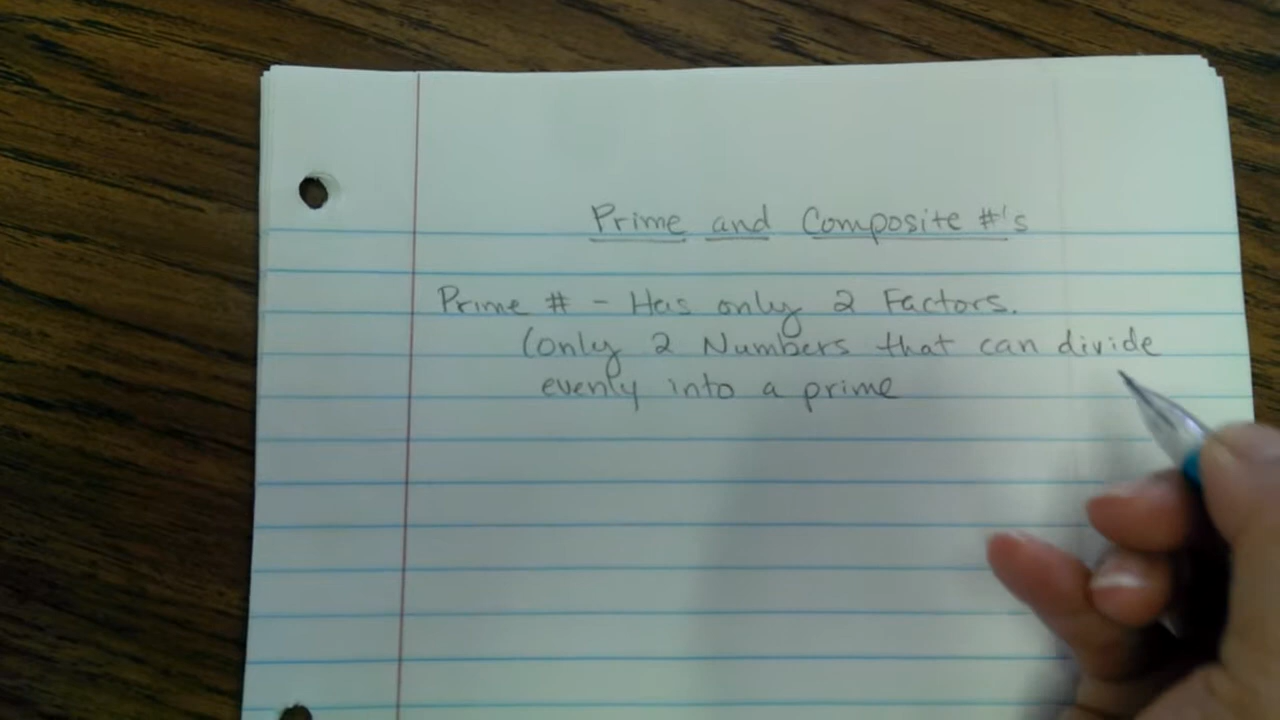 Prime and Composite #'s
Prime # - Has only 2 Factors.
(only 2 Numbers that can divide
evenly into a prime